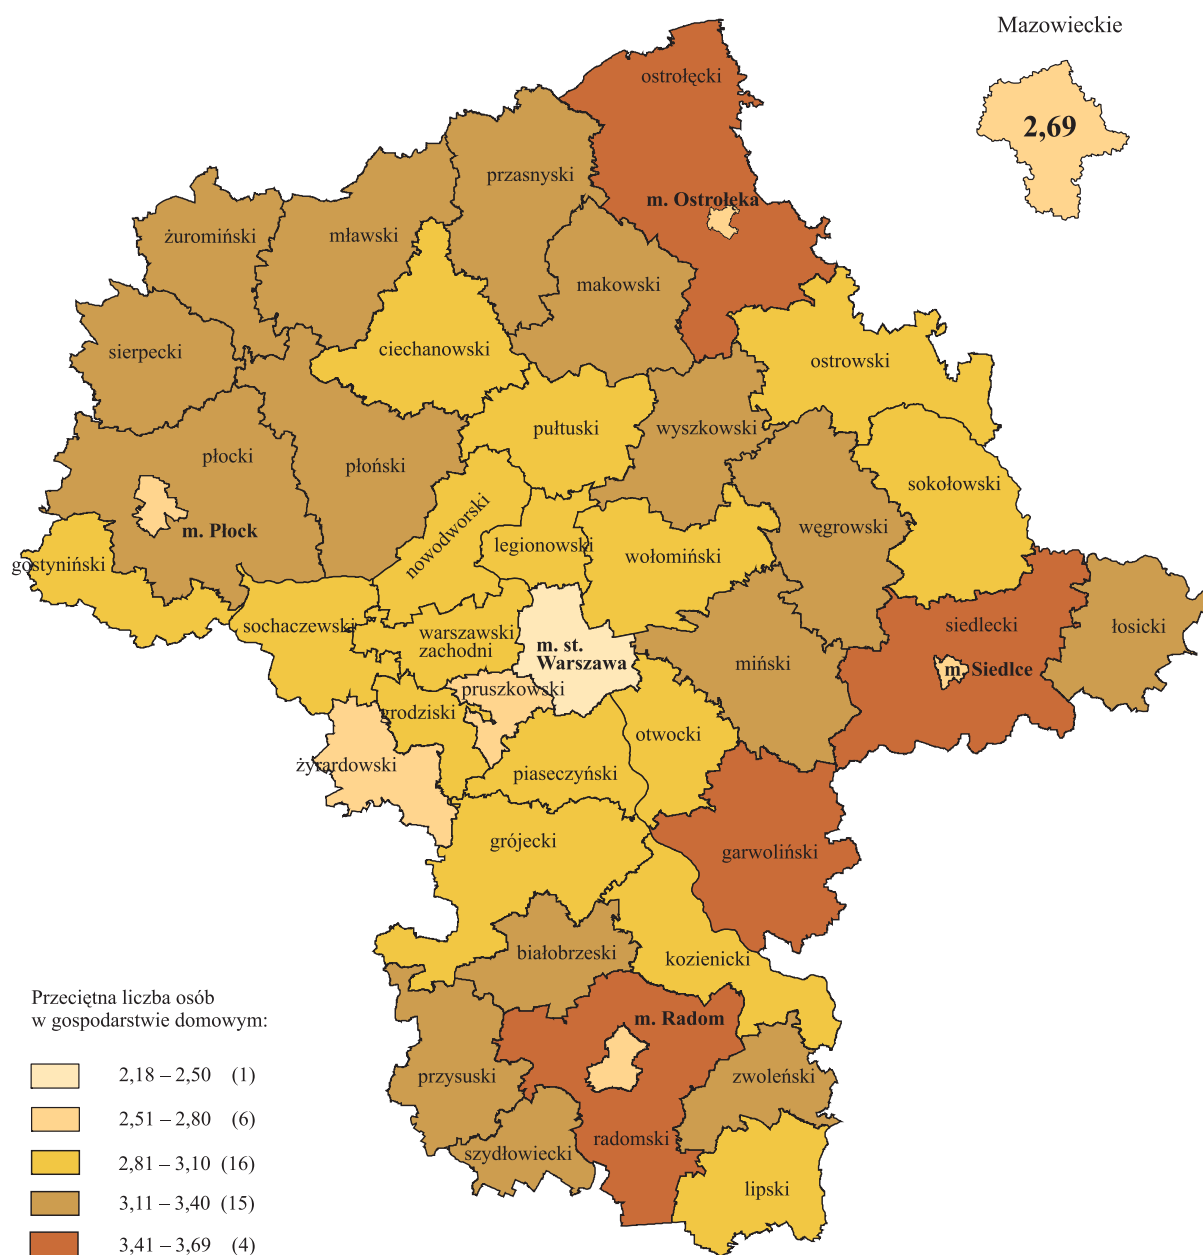 Mazowieckie
2,69
ostrołęcki
przasnyski
m. Ostrołęka
żuromiński
mławski
makowski
sierpecki
ciechanowski
ostrowski
pułtuski
wyszkowski
płocki
płoński
sokołowski
nowodworski
węgrowski
m. Płock
legionowski
wołomiński
gostyniński
sochaczewski
warszawski
zachodni
siedlecki
łosicki
m. st.
Warszawa
miński
m. Siedlce
pruszkowski
grodziski
otwocki
żyrardowski
piaseczyński
grójecki
garwoliński
białobrzeski
kozienicki
Przeciętna liczba osób
w gospodarstwie domowym:
m. Radom
2,18 – 2,50 (1)
przysuski
zwoleński
2,51 – 2,80 (6)
radomski
szydłowiecki
2,81 – 3,10 (16)
lipski
3,11 – 3,40 (15)
3,41 – 3,69 (4)